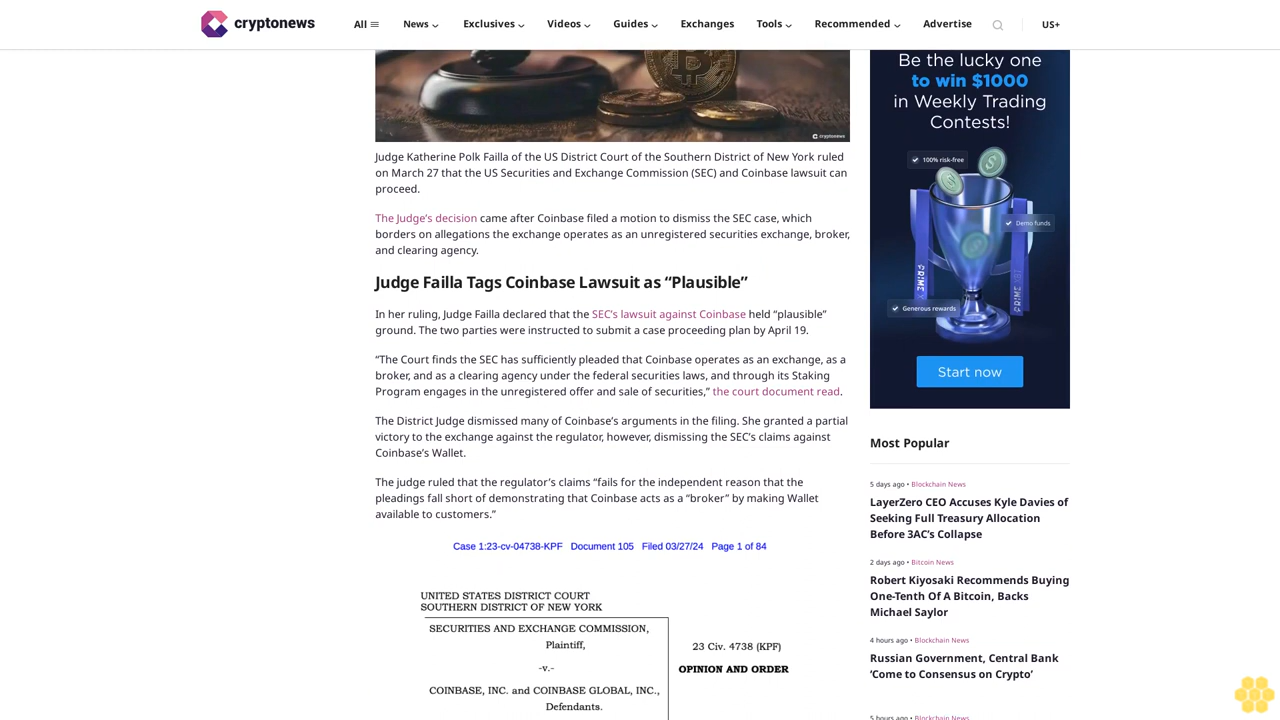 cryptonews
All
News
Exclusives
Videos
Guides
Exchanges
Tools
Recommended
Advertise
US+
cryptonews
Judge Katherine Polk Failla of the US District Court of the Southern District of New York ruled
on March 27 that the US Securities and Exchange Commission (SEC) and Coinbase lawsuit can
proceed.
The Judge’s decision came after Coinbase filed a motion to dismiss the SEC case, which
borders on allegations the exchange operates as an unregistered securities exchange, broker,
and clearing agency.
Judge Failla Tags Coinbase Lawsuit as “Plausible”
In her ruling, Judge Failla declared that the SEC’s lawsuit against Coinbase held “plausible”
ground. The two parties were instructed to submit a case proceeding plan by April 19.
“The Court finds the SEC has sufficiently pleaded that Coinbase operates as an exchange, as a
broker, and as a clearing agency under the federal securities laws, and through its Staking
Program engages in the unregistered offer and sale of securities,” the court document read.
The District Judge dismissed many of Coinbase’s arguments in the filing. She granted a partial
victory to the exchange against the regulator, however, dismissing the SEC’s claims against
Coinbase’s Wallet.
The judge ruled that the regulator’s claims “fails for the independent reason that the
pleadings fall short of demonstrating that Coinbase acts as a “broker” by making Wallet
available to customers.”
Case 1:23-cv-04738-KPF Document 105 Filed 03/27/24 Page 1 of 84
UNITED STATES DISTRICT COURT
SOUTHERN DISTRICT OF NEW YORK
SECURITIES AND EXCHANGE COMMISSION,
Plaintiff,
-v.-
COINBASE, INC. and COINBASE GLOBAL, INC.,
Defendants.
23 Civ. 4738 (KPF)
OPINION AND ORDER
Be the lucky one
to win $1000
in Weekly Trading
Contests!
100% risk-free
Demo funds
Generous rewards
PRIME XBT
PRIME XBT
Start now
Most Popular
5 days ago • Blockchain News
LayerZero CEO Accuses Kyle Davies of
Seeking Full Treasury Allocation
Before 3AC’s Collapse
2 days ago • Bitcoin News
Robert Kiyosaki Recommends Buying
One-Tenth Of A Bitcoin, Backs
Michael Saylor
4 hours ago • Blockchain News
Russian Government, Central Bank
‘Come to Consensus on Crypto’
5 hours ago • Blockchain News